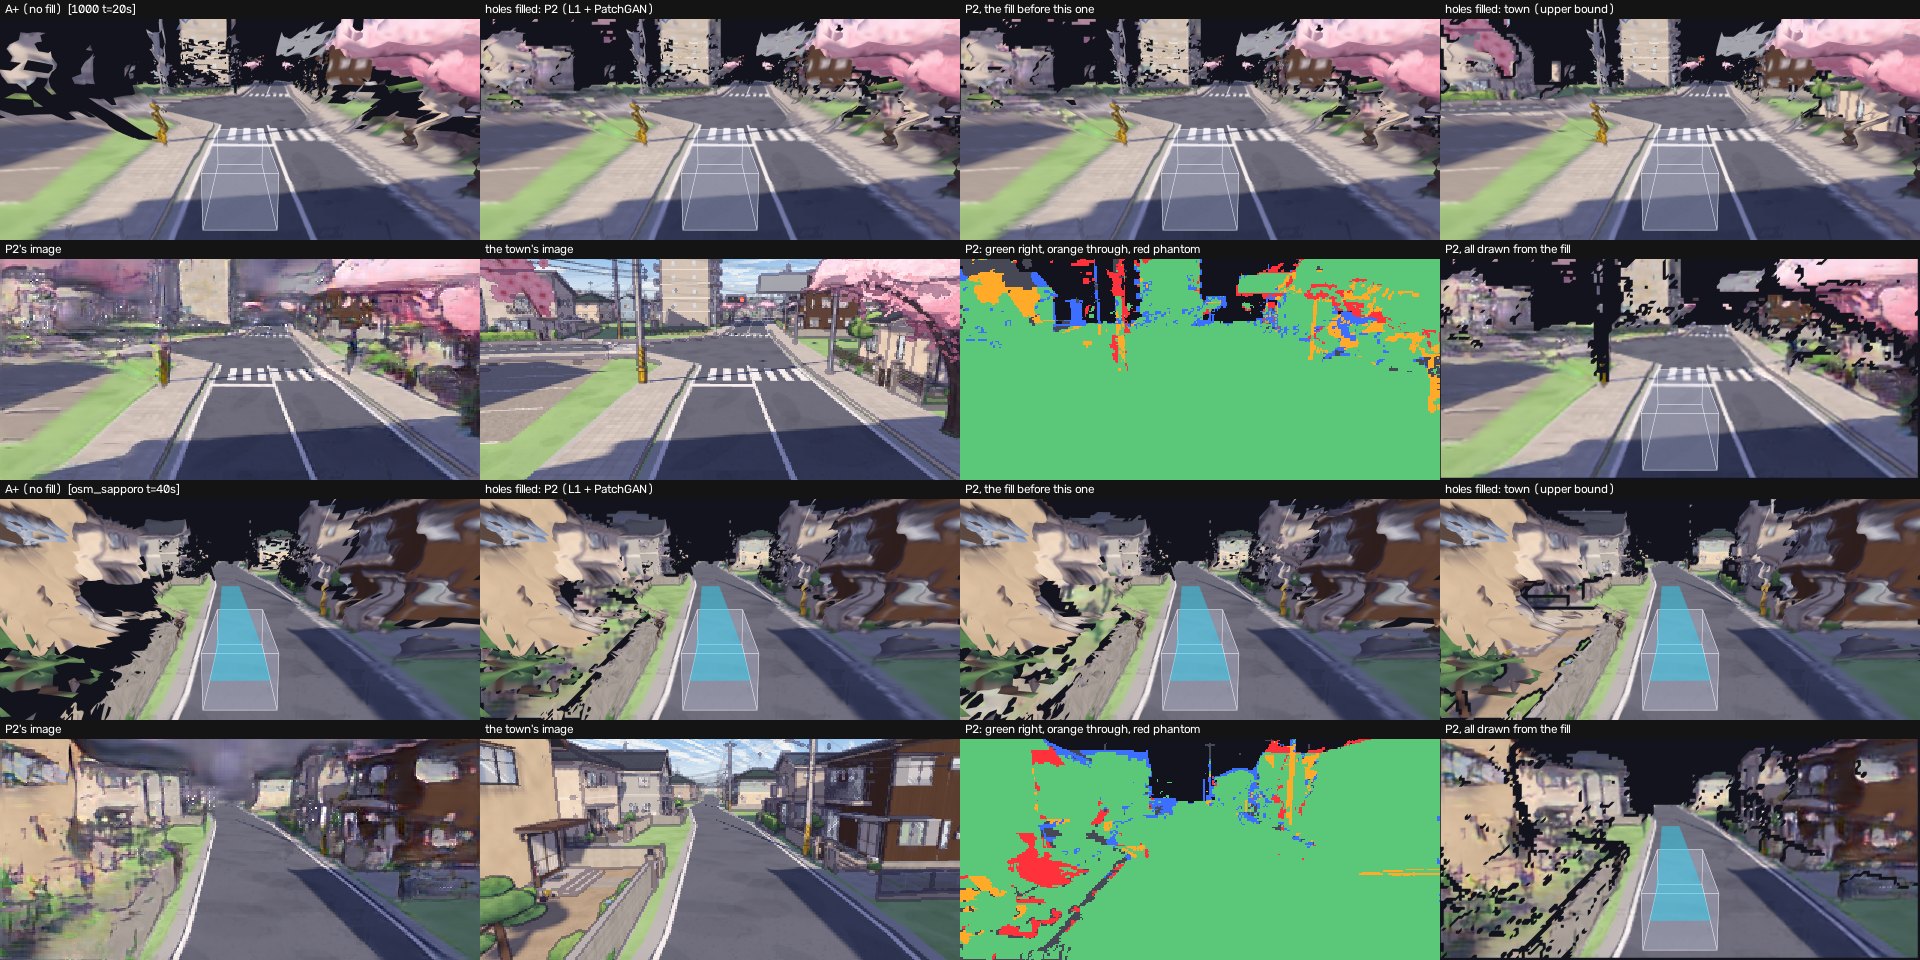 A+ (no fill) [1000 t=20s]
holes filled: P2 (L1 + PatchGAN)
P2, the fill before this one
holes filled: town (upper bound)
P2's image
the town's image
P2: green right, orange through, red phantom
P2, all drawn from the fill
A+ (no fill) [osm_sapporo t=40s]
holes filled: P2 (L1 + PatchGAN)
P2, the fill before this one
holes filled: town (upper bound)
P2's image
the town's image
P2: green right, orange through, red phantom
P2, all drawn from the fill